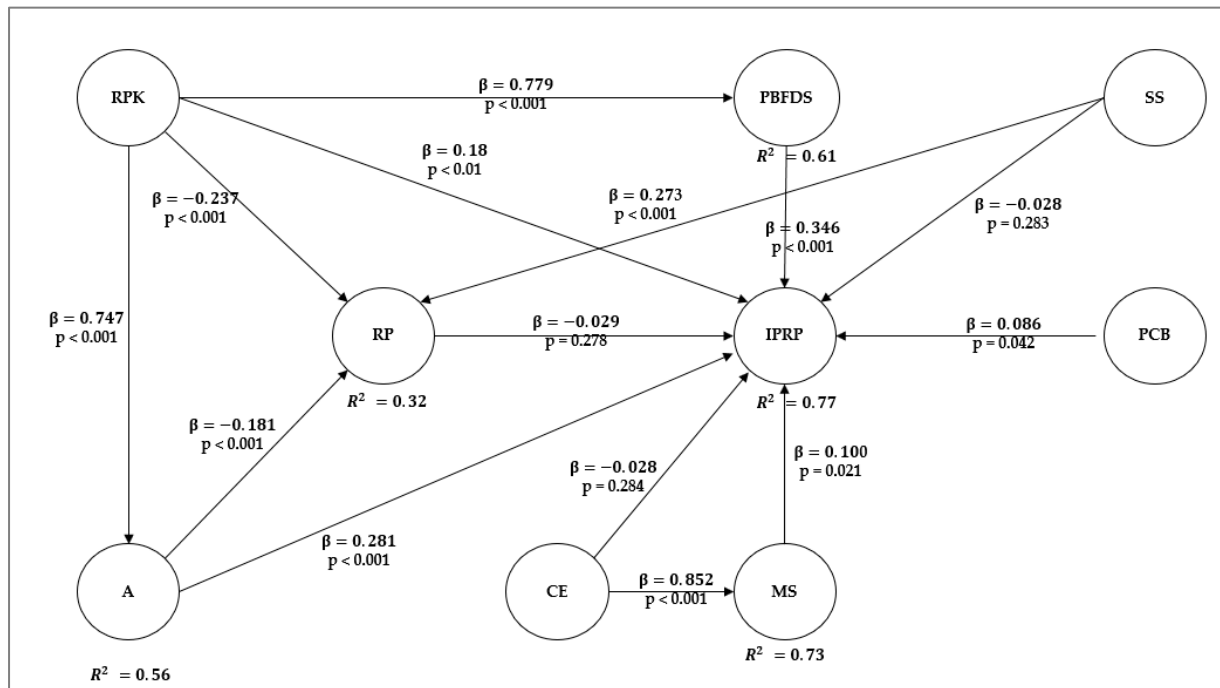 RPK
β = 0.779
p < 0.001
PBFDS
SS
R² = 0.61
β = 0.18
p < 0.01
β = −0.237
p < 0.001
β = 0.273
p < 0.001
β = −0.028
p = 0.283
β = 0.346
p < 0.001
β = 0.747
p < 0.001
RP
β = −0.029
p = 0.278
IPRP
β = 0.086
p = 0.042
PCB
R² = 0.32
R² = 0.77
β = −0.181
p < 0.001
β = −0.028
p = 0.284
β = 0.100
p = 0.021
β = 0.281
p < 0.001
A
CE
β = 0.852
p < 0.001
MS
R² = 0.73
R² = 0.56